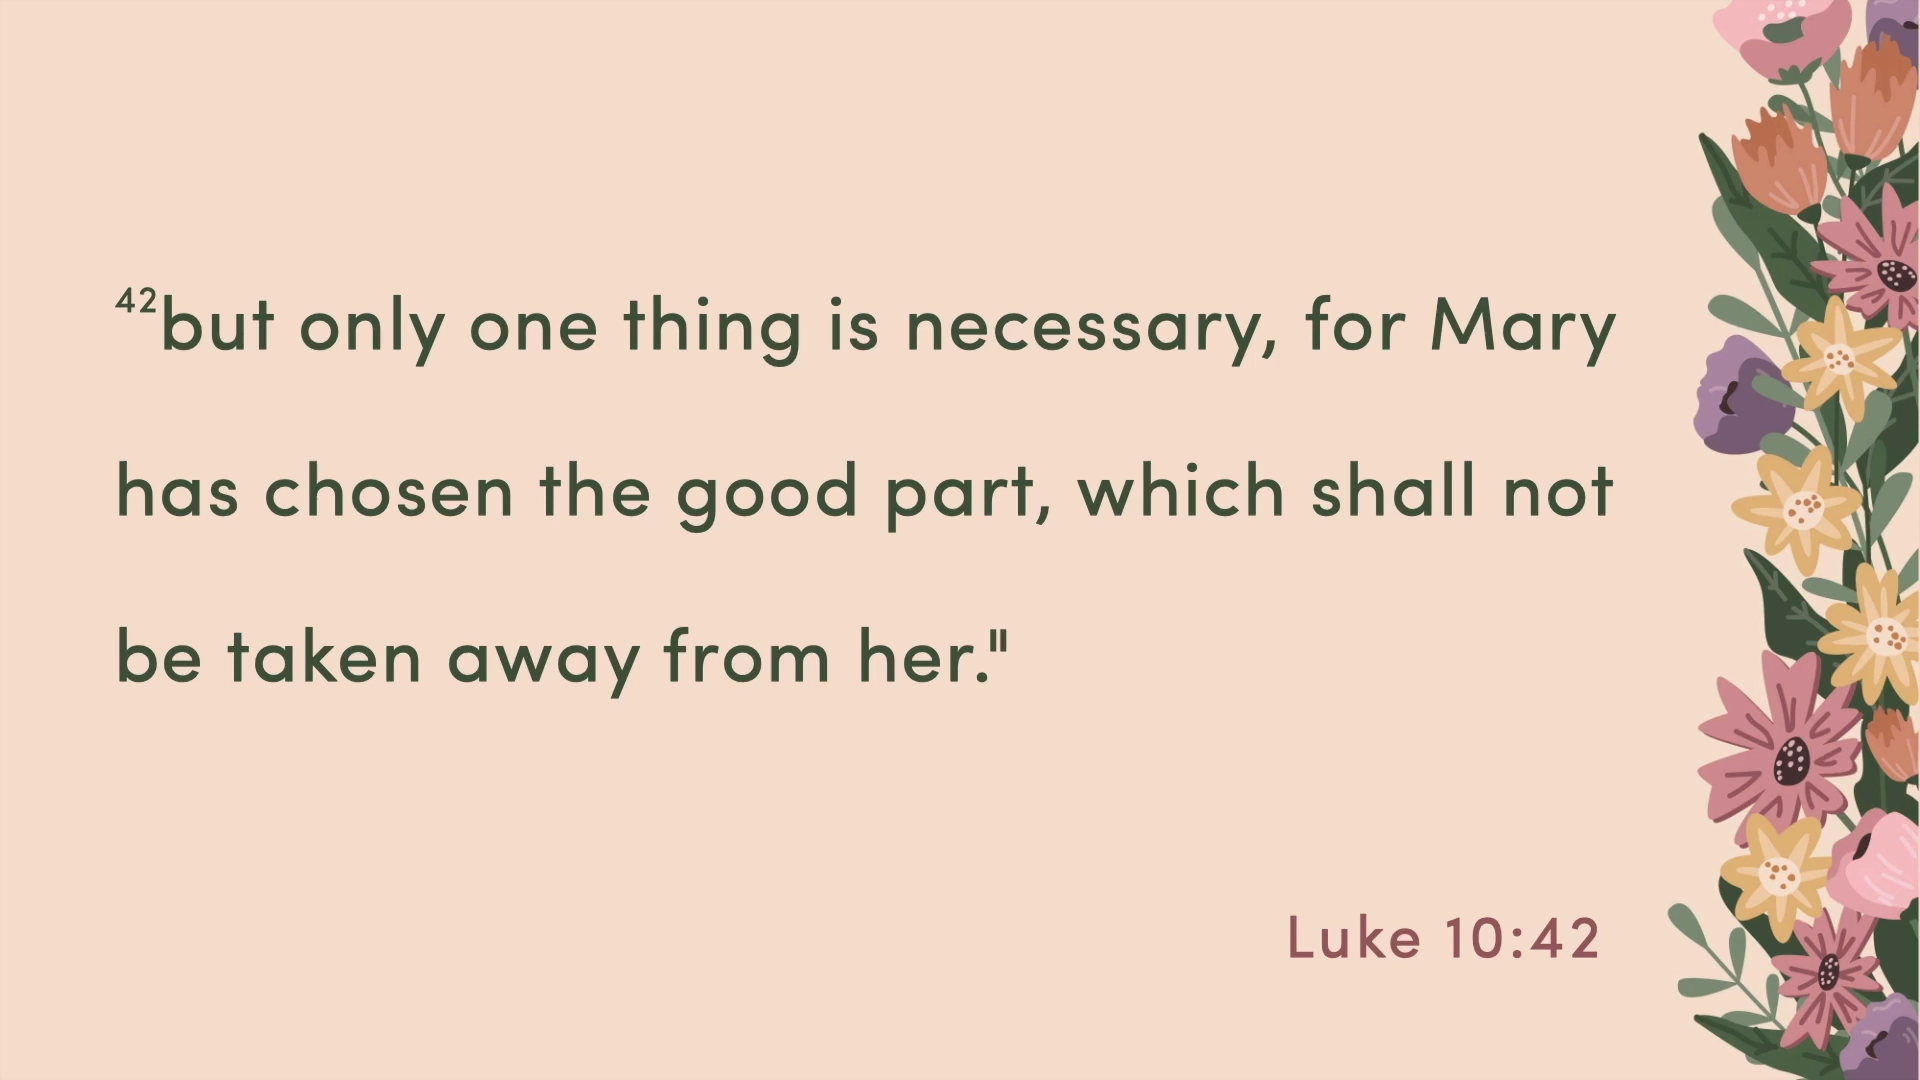 42but only one thing is necessary, for Mary
has chosen the good part, which shall not
be taken away from her."
Luke 10:42